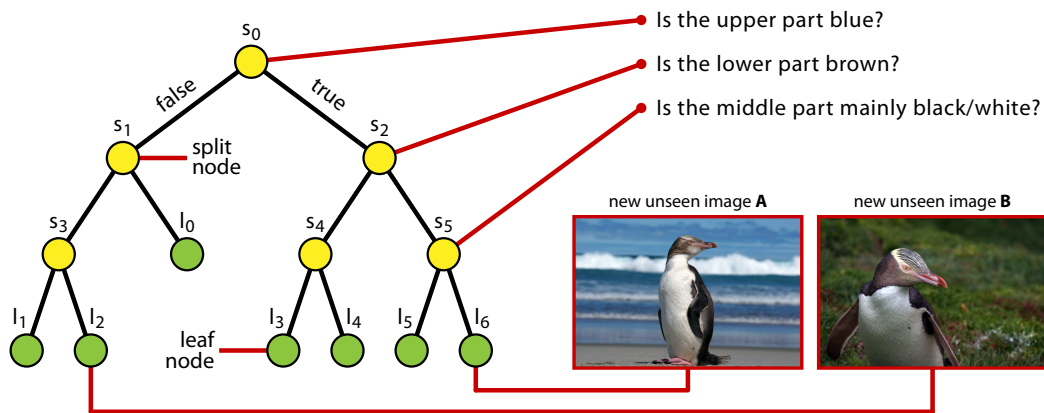 s0
Is the upper part blue?
Is the lower part brown?
Is the middle part mainly black/white?
false
true
s1
s2
split
node
new unseen image A
new unseen image B
s3
l0
s4
s5
l1
l2
l3
l4
l5
l6
leaf
node